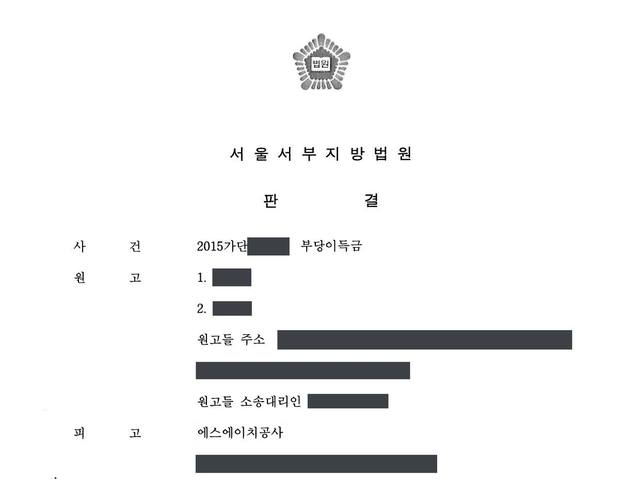 법원
서울서부지방법원
판 결
사 건 2015가단 부당이득금
원 고 1.
2.
원고들 주소
원고들 소송대리인
피 고 에스에이치공사